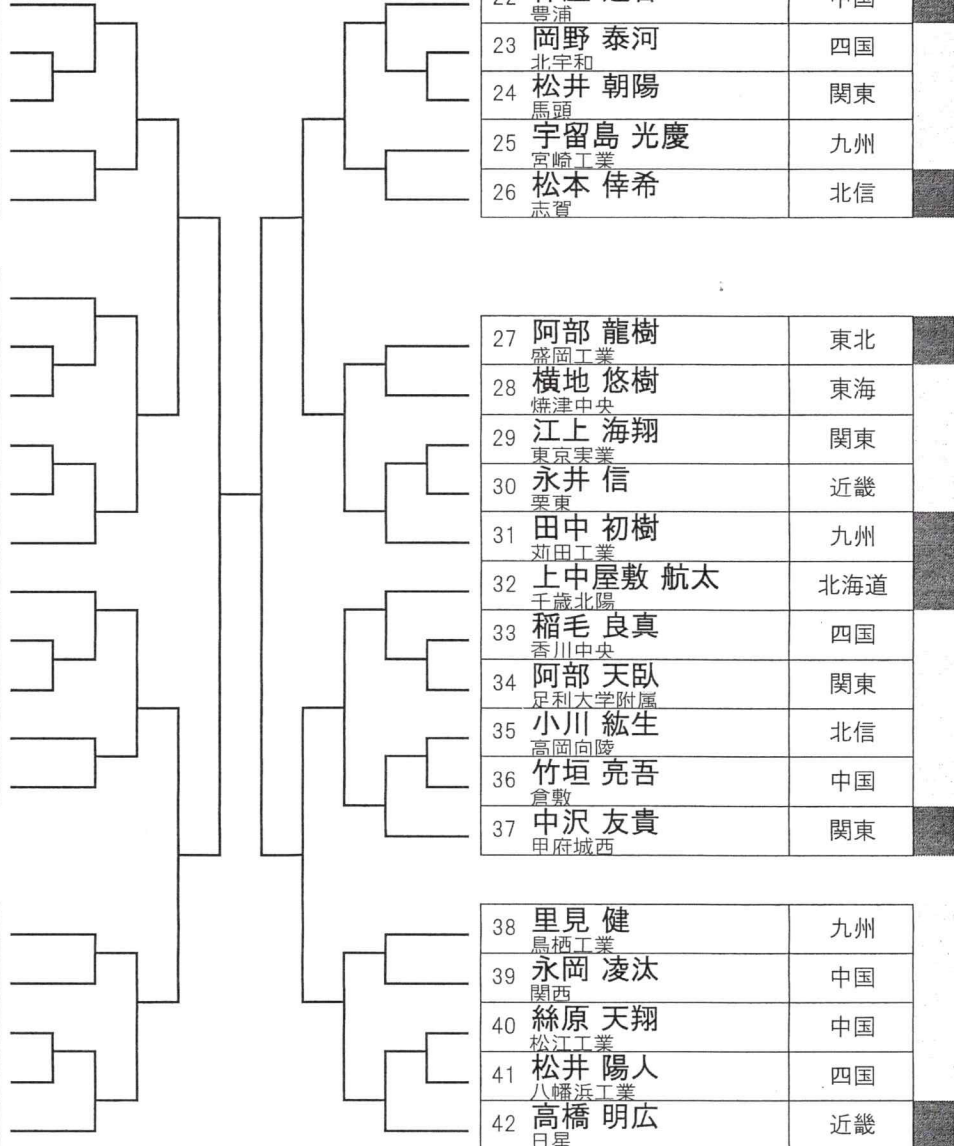 22
豊浦
中国
23 岡野 泰河 四国
北宇和
24 松井 朝陽 関東
馬頭
25 宇留島 光慶 九州
宮崎工業
26 松本 倖希 北信
志賀
27 阿部 龍樹 東北
盛岡工業
28 横地 悠樹 東海
焼津中央
29 江上 海翔 関東
東京実業
30 永井 信 近畿
栗東
31 田中 初樹 九州
苅田工業
32 上中屋敷 航太 北海道
千歳北陽
33 稲毛 良真 四国
香川中央
34 阿部 天臥 関東
足利大学附属
35 小川 紘生 北信
高岡向陵
36 竹垣 亮吾 中国
倉敷
37 中沢 友貴 関東
甲府城西
38 里見 健 九州
鳥栖工業
39 永岡 凌汰 中国
関西
40 絲原 天翔 中国
松江工業
41 松井 陽人 四国
八幡浜工業
42 高橋 明広 近畿
日星